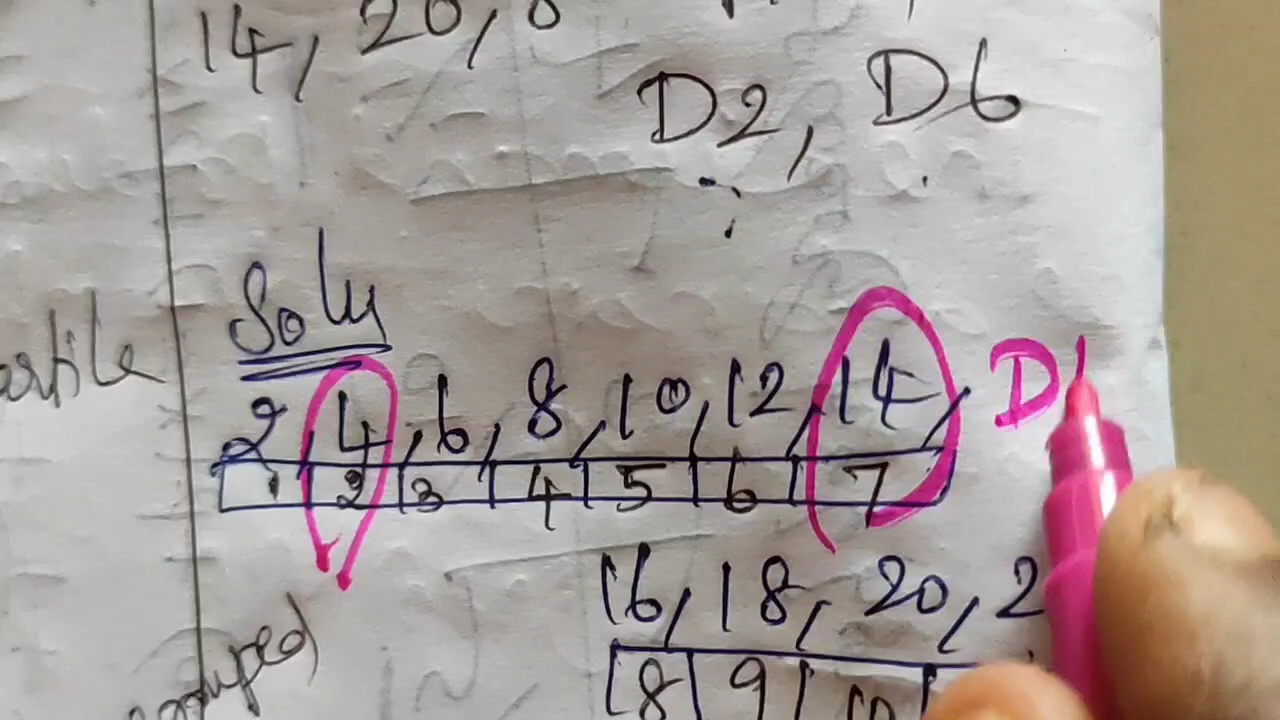 14, 20, 8
D2, D6
Soln
2, 4, 6, 8, 10, 12, 14, D
1 2 3 4 5 6 7
16, 18, 20, 2
8 9 10